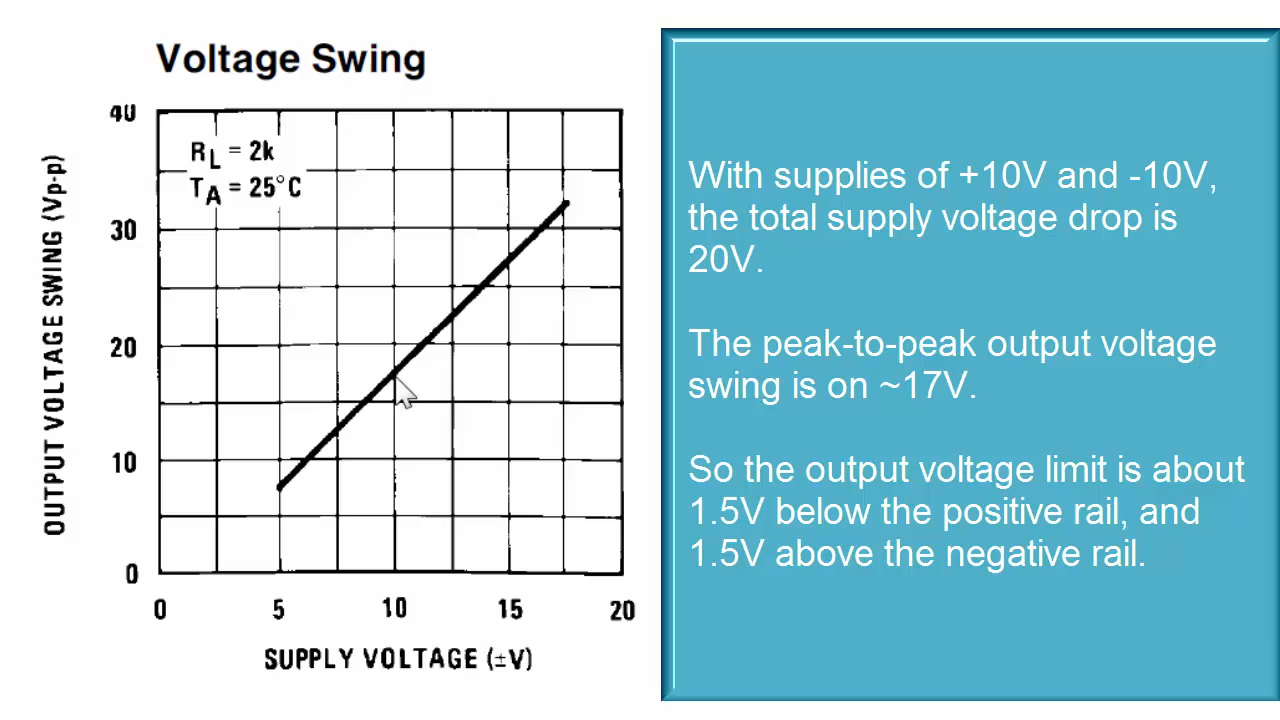 Voltage Swing
40
RL = 2k
TA = 25°C
30
20
10
0
0 5 10 15 20
OUTPUT VOLTAGE SWING (Vp-p)
SUPPLY VOLTAGE (±V)
With supplies of +10V and -10V,
the total supply voltage drop is
20V.
The peak-to-peak output voltage
swing is on ~17V.
So the output voltage limit is about
1.5V below the positive rail, and
1.5V above the negative rail.